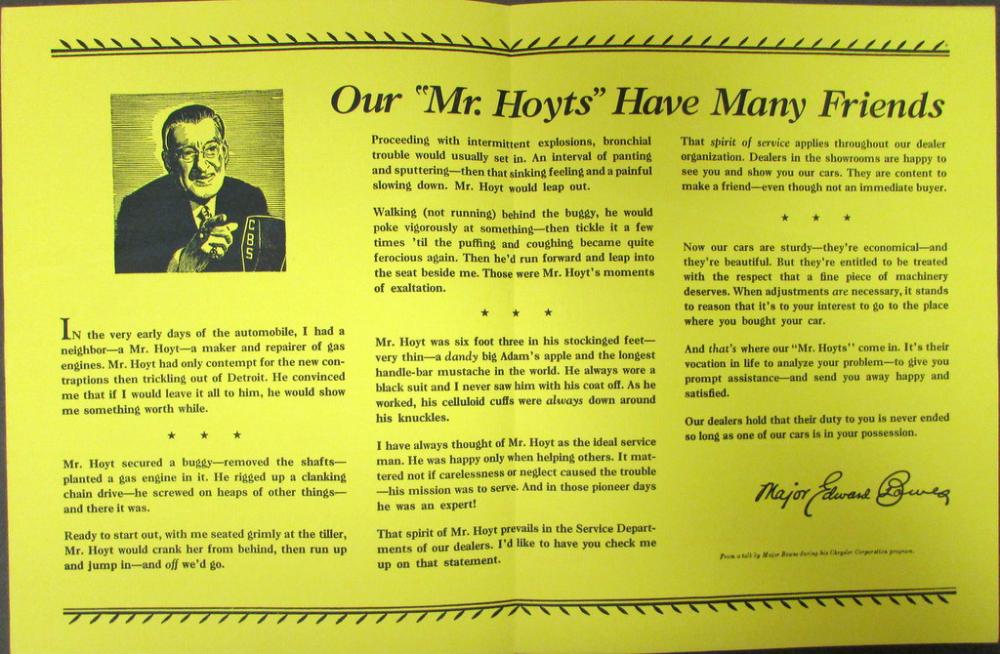 Our "Mr. Hoyts" Have Many Friends
CBS
IN the very early days of the automobile, I had a
neighbor—a Mr. Hoyt—a maker and repairer of gas
engines. Mr. Hoyt had only contempt for the new con-
traptions then trickling out of Detroit. He convinced
me that if I would leave it all to him, he would show
me something worth while.
★ ★ ★
Mr. Hoyt secured a buggy—removed the shafts—
planted a gas engine in it. He rigged up a clanking
chain drive—he screwed on heaps of other things—
and there it was.
Ready to start out, with me seated grimly at the tiller,
Mr. Hoyt would crank her from behind, then run up
and jump in—and off we'd go.
Proceeding with intermittent explosions, bronchial
trouble would usually set in. An interval of panting
and sputtering—then that sinking feeling and a painful
slowing down. Mr. Hoyt would leap out.
Walking (not running) behind the buggy, he would
poke vigorously at something—then tickle it a few
times 'til the puffing and coughing became quite
ferocious again. Then he'd run forward and leap into
the seat beside me. Those were Mr. Hoyt's moments
of exaltation.
★ ★ ★
Mr. Hoyt was six foot three in his stockinged feet—
very thin—a dandy big Adam's apple and the longest
handle-bar mustache in the world. He always wore a
black suit and I never saw him with his coat off. As he
worked, his celluloid cuffs were always down around
his knuckles.
I have always thought of Mr. Hoyt as the ideal service
man. He was happy only when helping others. It mat-
tered not if carelessness or neglect caused the trouble
—his mission was to serve. And in those pioneer days
he was an expert!
That spirit of Mr. Hoyt prevails in the Service Depart-
ments of our dealers. I'd like to have you check me
up on that statement.
That spirit of service applies throughout our dealer
organization. Dealers in the showrooms are happy to
see you and show you our cars. They are content to
make a friend—even though not an immediate buyer.
★ ★ ★
Now our cars are sturdy—they're economical—and
they're beautiful. But they're entitled to be treated
with the respect that a fine piece of machinery
deserves. When adjustments are necessary, it stands
to reason that it's to your interest to go to the place
where you bought your car.
And that's where our "Mr. Hoyts" come in. It's their
vocation in life to analyze your problem—to give you
prompt assistance—and send you away happy and
satisfied.
Our dealers hold that their duty to you is never ended
so long as one of our cars is in your possession.
Major Edward Bowes
From a talk by Major Bowes during his Chrysler Corporation program.